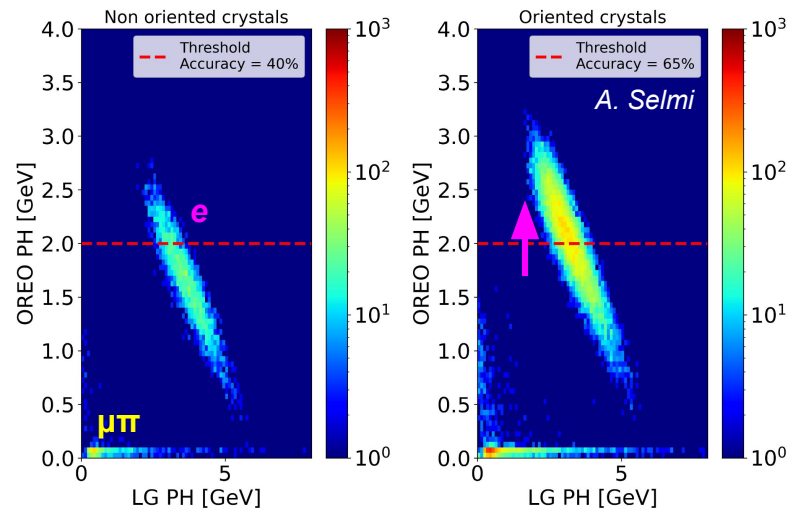 Non oriented crystals
Threshold
Accuracy = 40%
e
μπ
OREO PH [GeV]
4.0
3.5
3.0
2.5
2.0
1.5
1.0
0.5
0.0
0
5
LG PH [GeV]
10³
10²
10¹
10⁰
Oriented crystals
Threshold
Accuracy = 65%
A. Selmi
OREO PH [GeV]
4.0
3.5
3.0
2.5
2.0
1.5
1.0
0.5
0.0
0
5
LG PH [GeV]
10³
10²
10¹
10⁰